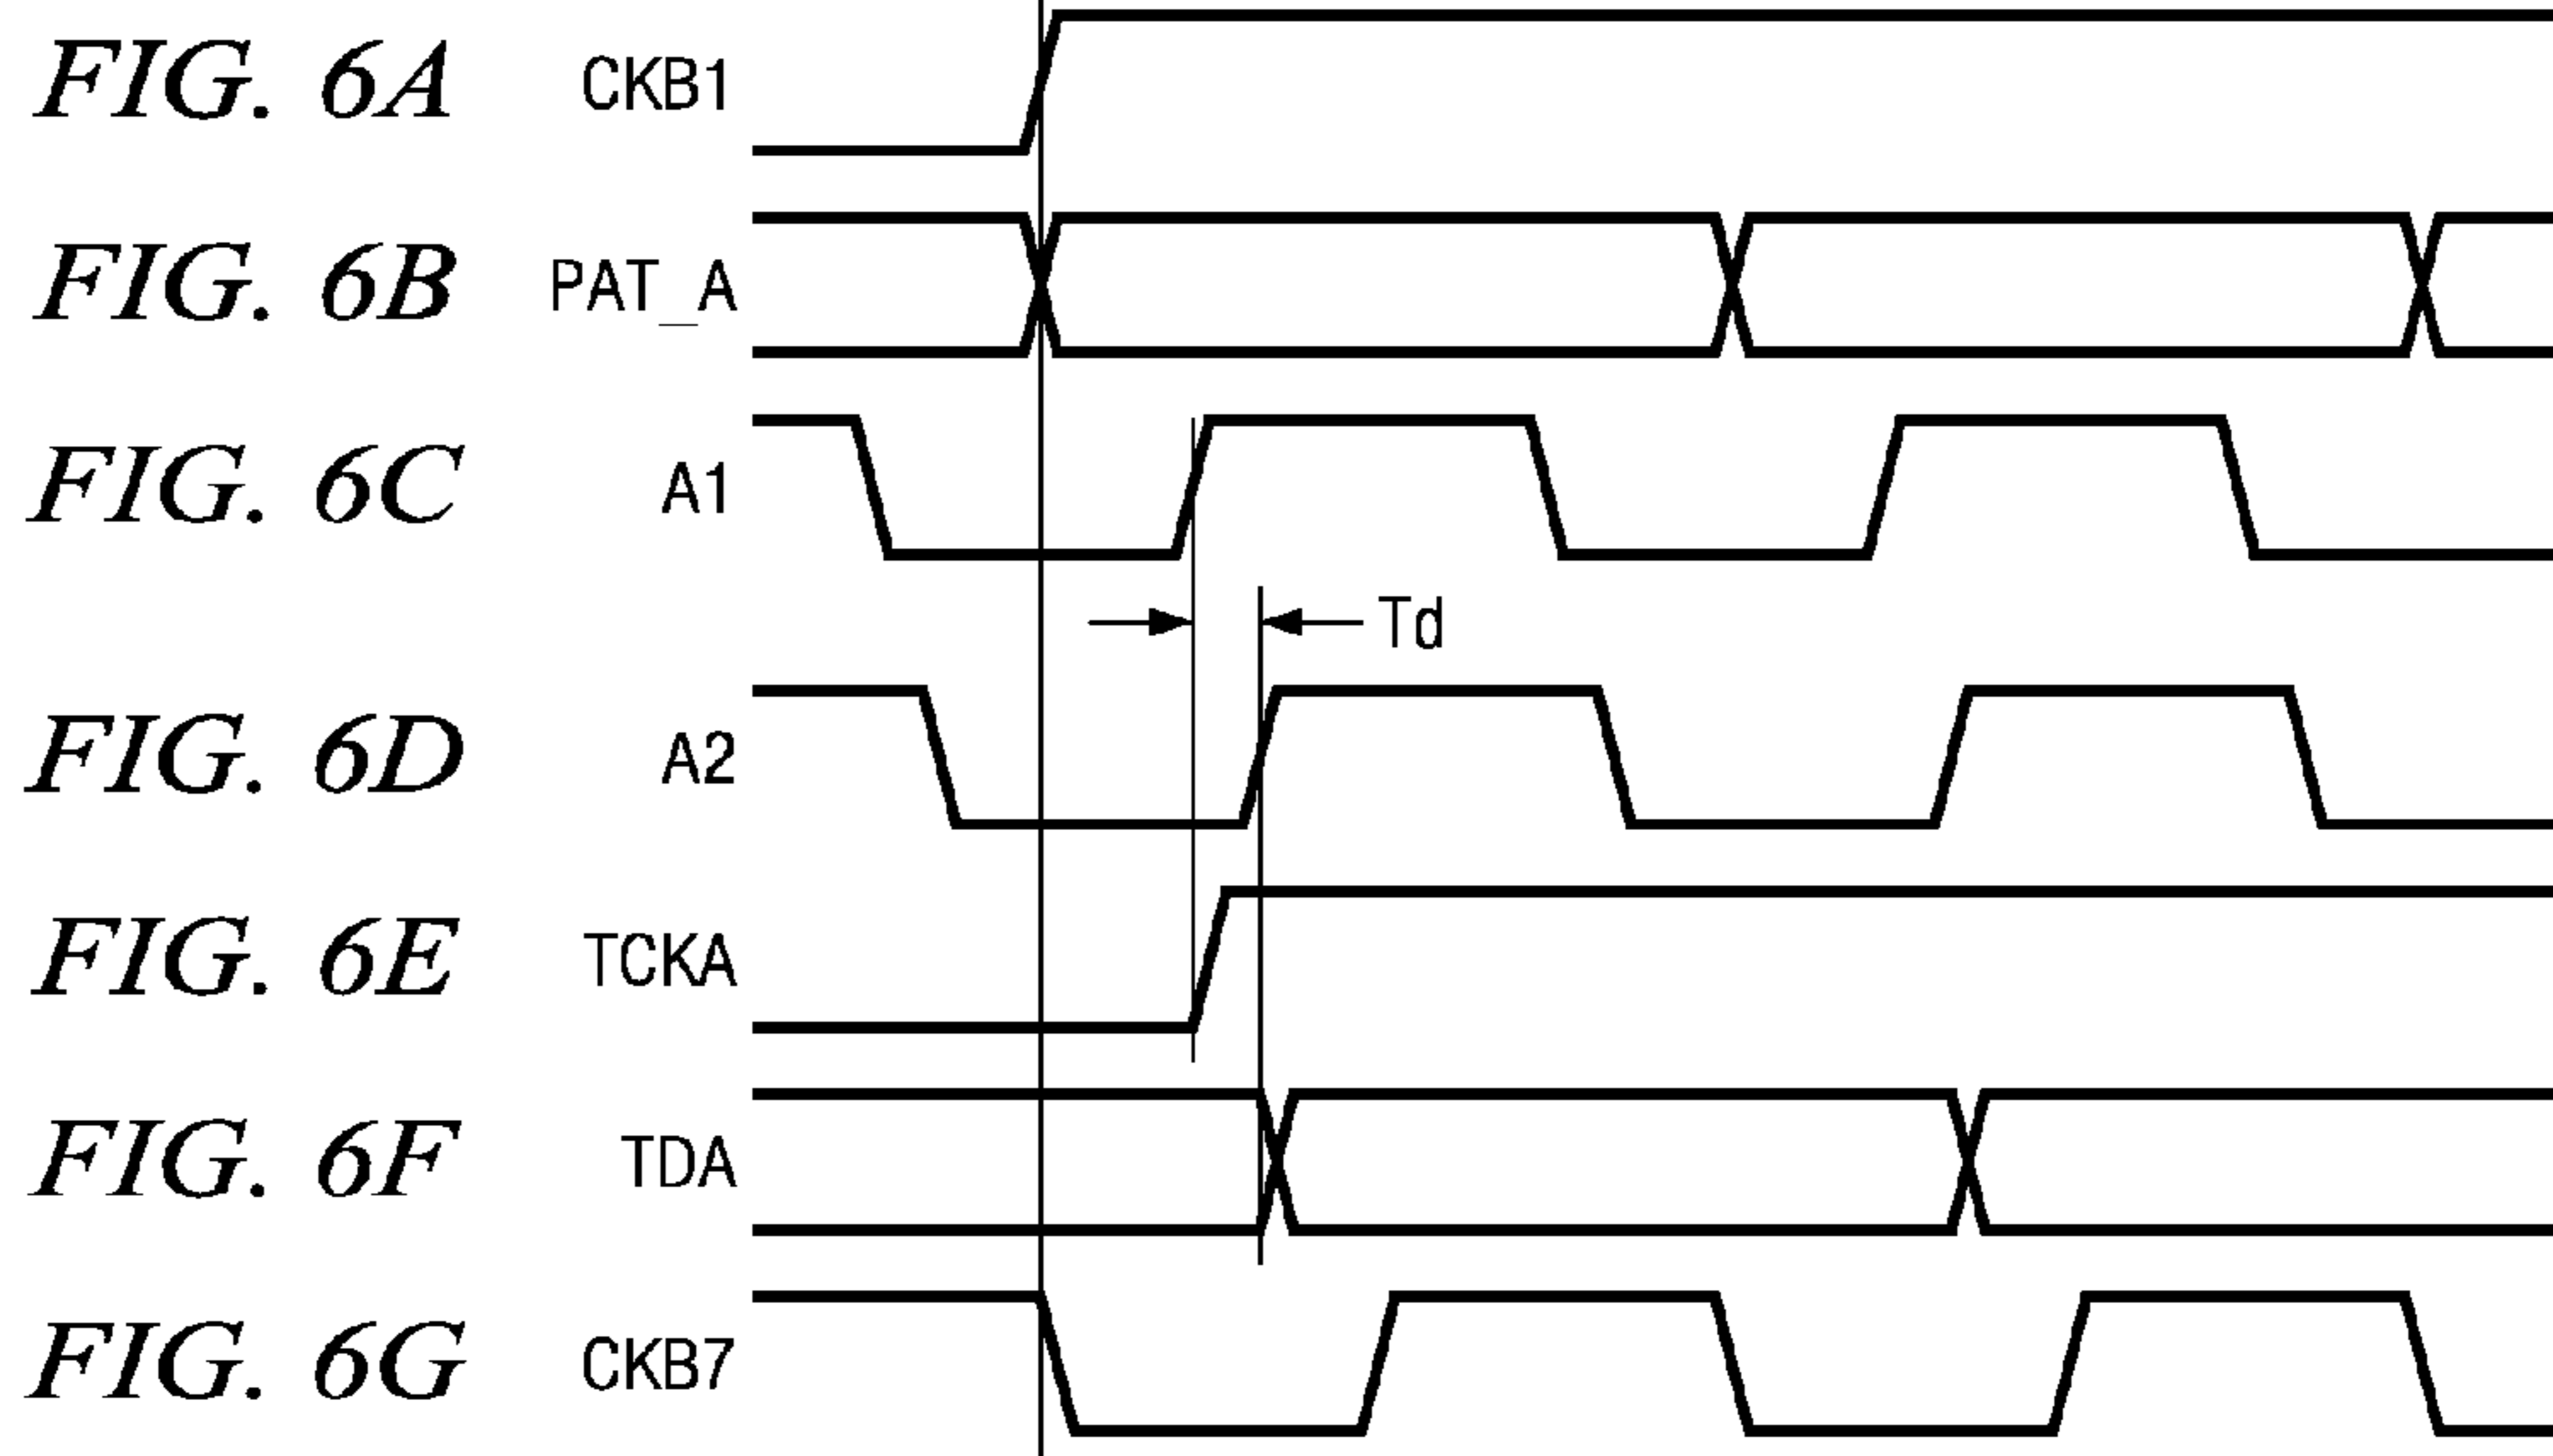 FIG. 6A CKB1
FIG. 6B PAT_A
FIG. 6C A1
Td
FIG. 6D A2
FIG. 6E TCKA
FIG. 6F TDA
FIG. 6G CKB7